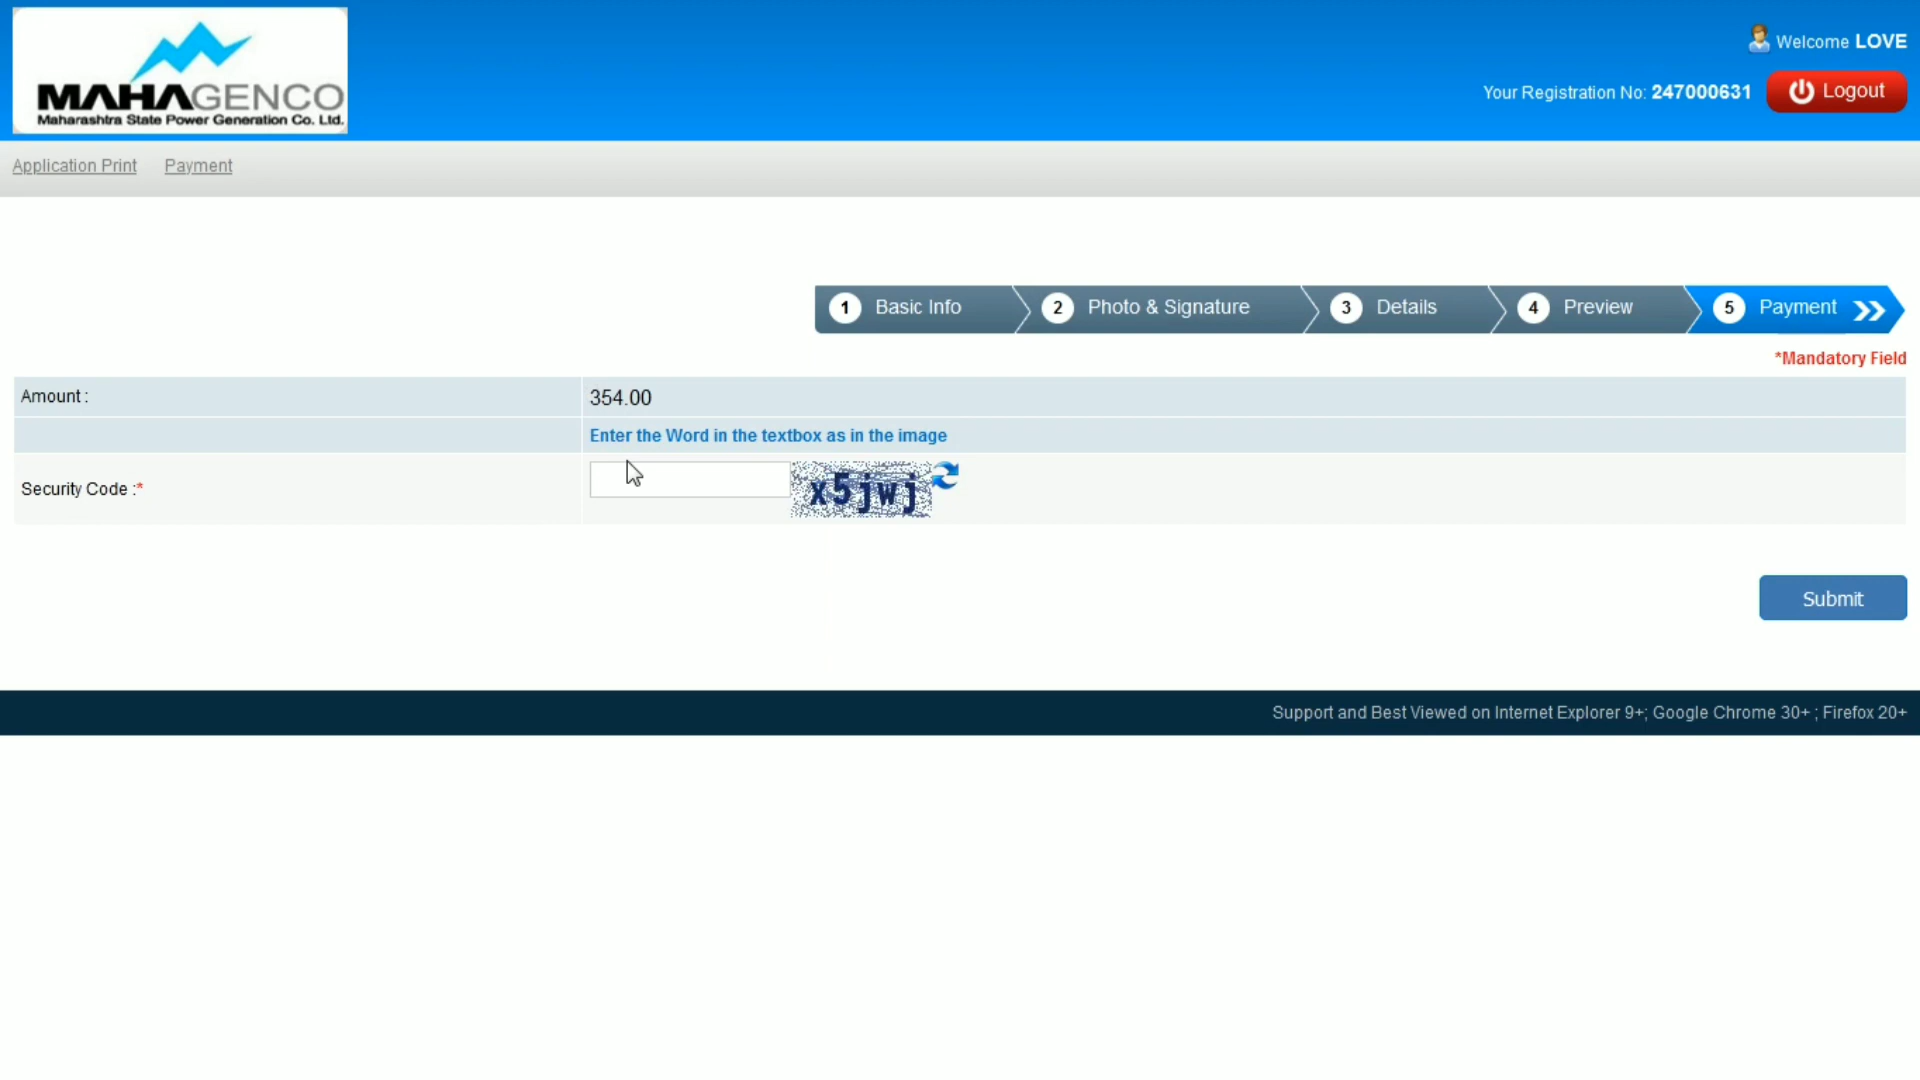 MAHAGENCO
Maharashtra State Power Generation Co. Ltd.
Welcome LOVE
Your Registration No: 247000631
Logout
Application Print Payment
1 Basic Info 2 Photo & Signature 3 Details 4 Preview 5 Payment
*Mandatory Field
Amount : 354.00
Enter the Word in the textbox as in the image
Security Code :* x5jwj
Submit
Support and Best Viewed on Internet Explorer 9+; Google Chrome 30+ ; Firefox 20+